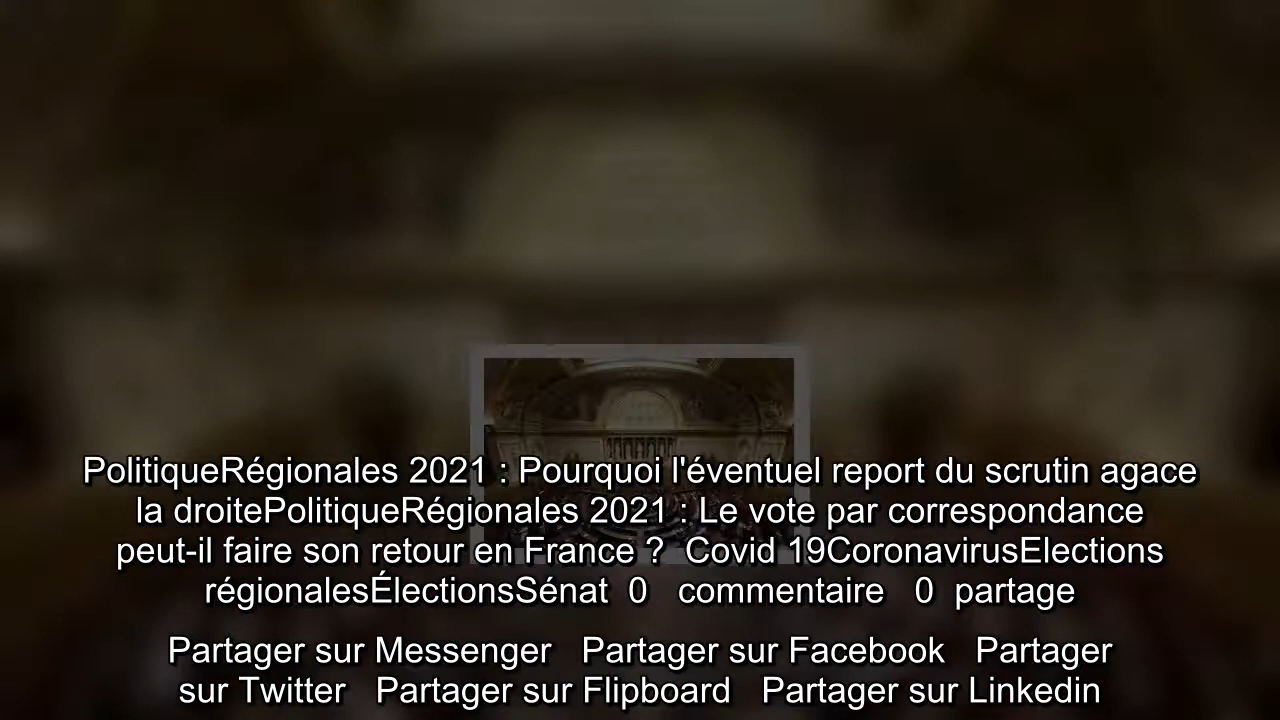 PolitiqueRégionales 2021 : Pourquoi l'éventuel report du scrutin agace
la droitePolitiqueRégionales 2021 : Le vote par correspondance
peut-il faire son retour en France ?  Covid 19CoronavirusElections
régionalesÉlectionsSénat  0   commentaire   0  partage
Partager sur Messenger   Partager sur Facebook   Partager
sur Twitter   Partager sur Flipboard   Partager sur Linkedin